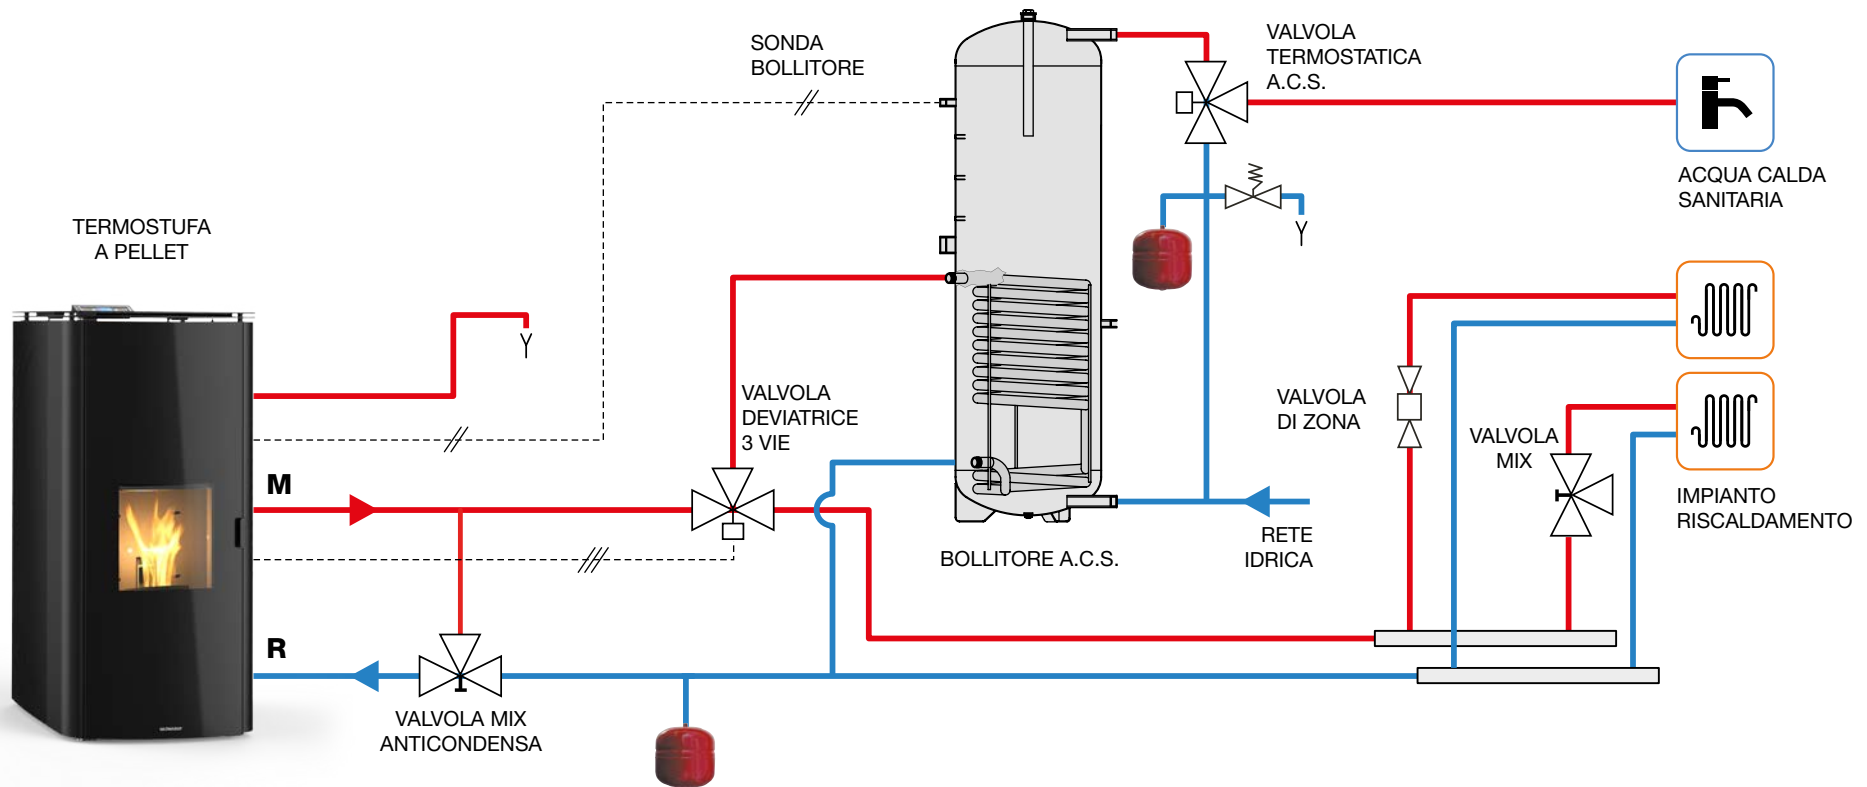 SONDA
BOLLITORE
VALVOLA
TERMOSTATICA
A.C.S.
ACQUA CALDA
SANITARIA
TERMOSTUFA
A PELLET
VALVOLA
DEVIATRICE
3 VIE
VALVOLA
DI ZONA
VALVOLA
MIX
M
IMPIANTO
RISCALDAMENTO
RETE
IDRICA
BOLLITORE A.C.S.
R
VALVOLA MIX
ANTICONDENSA